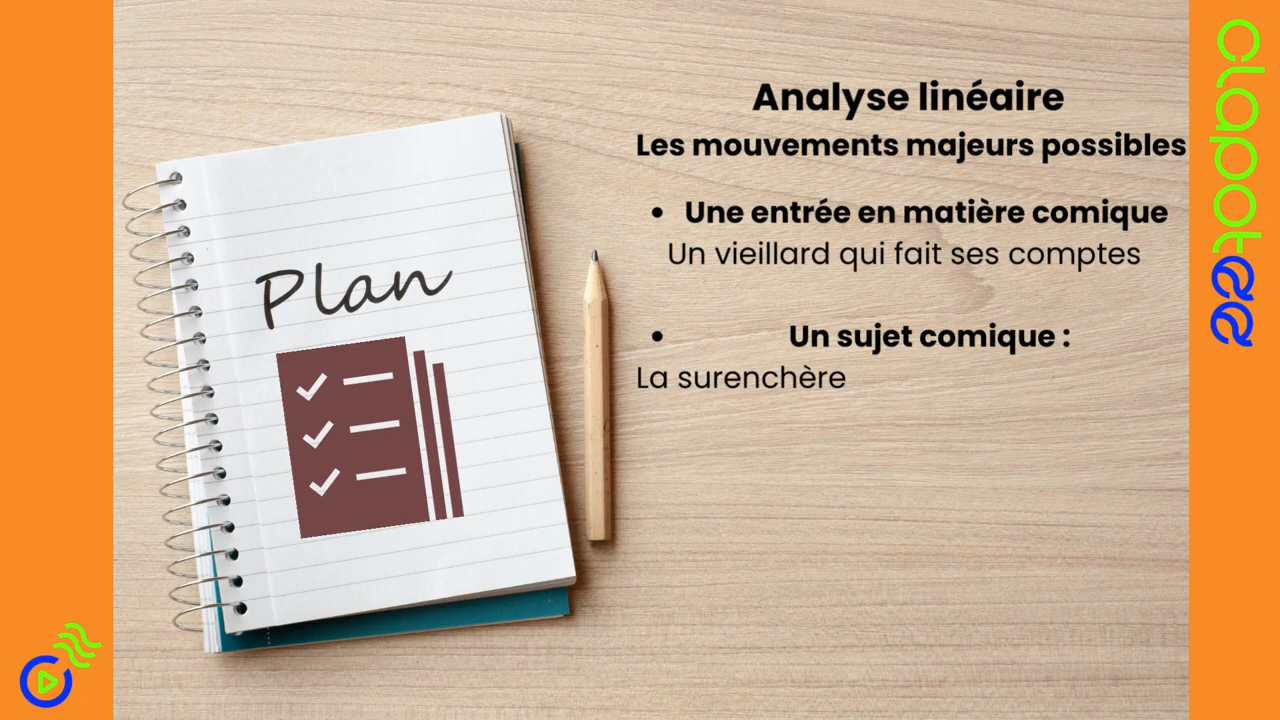 Plan
Analyse linéaire
Les mouvements majeurs possibles
• Une entrée en matière comique
Un vieillard qui fait ses comptes
• Un sujet comique :
La surenchère
clapotee